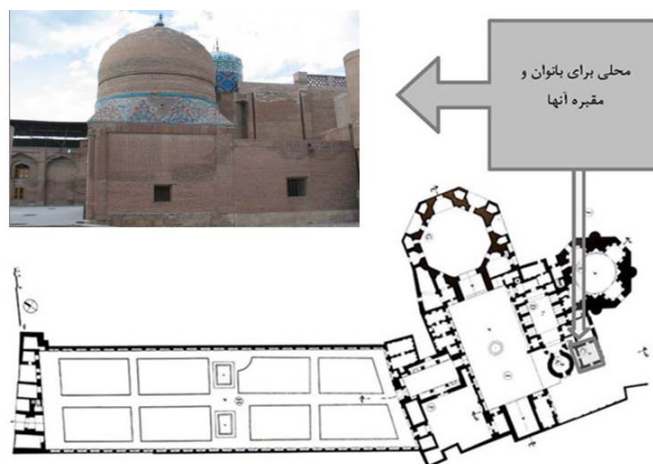 محلی برای بانوان و
مقبره آنها